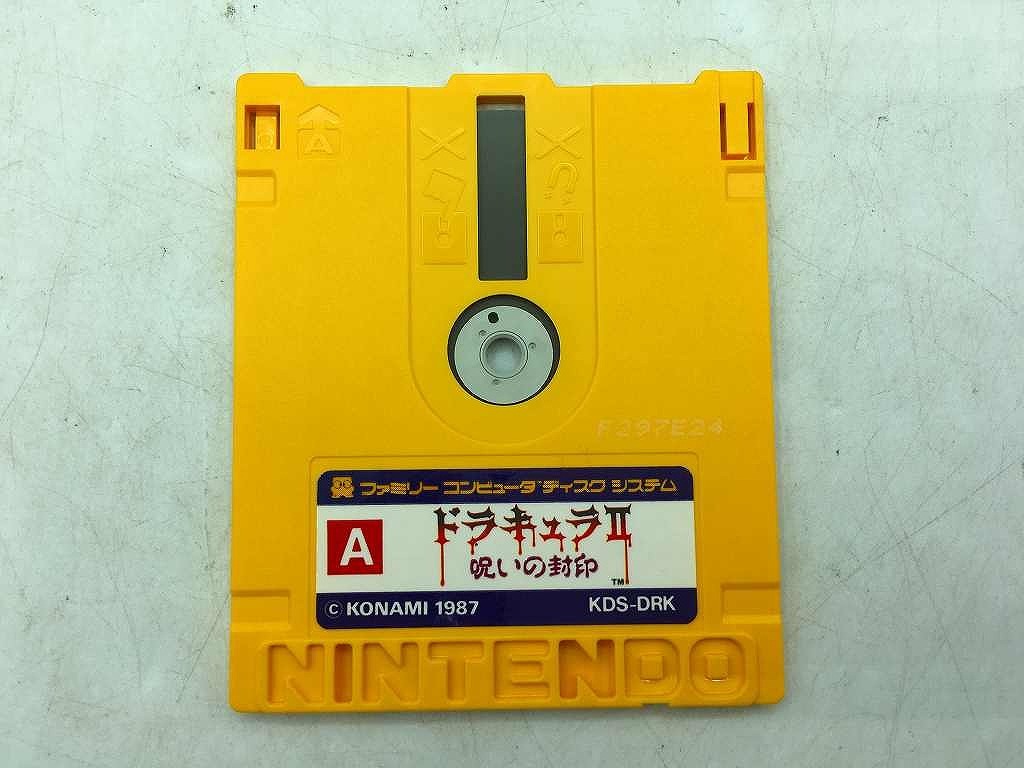 A
F397E24
ファミリー コンピュータ ディスク システム
A
ドラキュラⅡ
呪いの封印
TM
© KONAMI 1987
KDS-DRK
NINTENDO